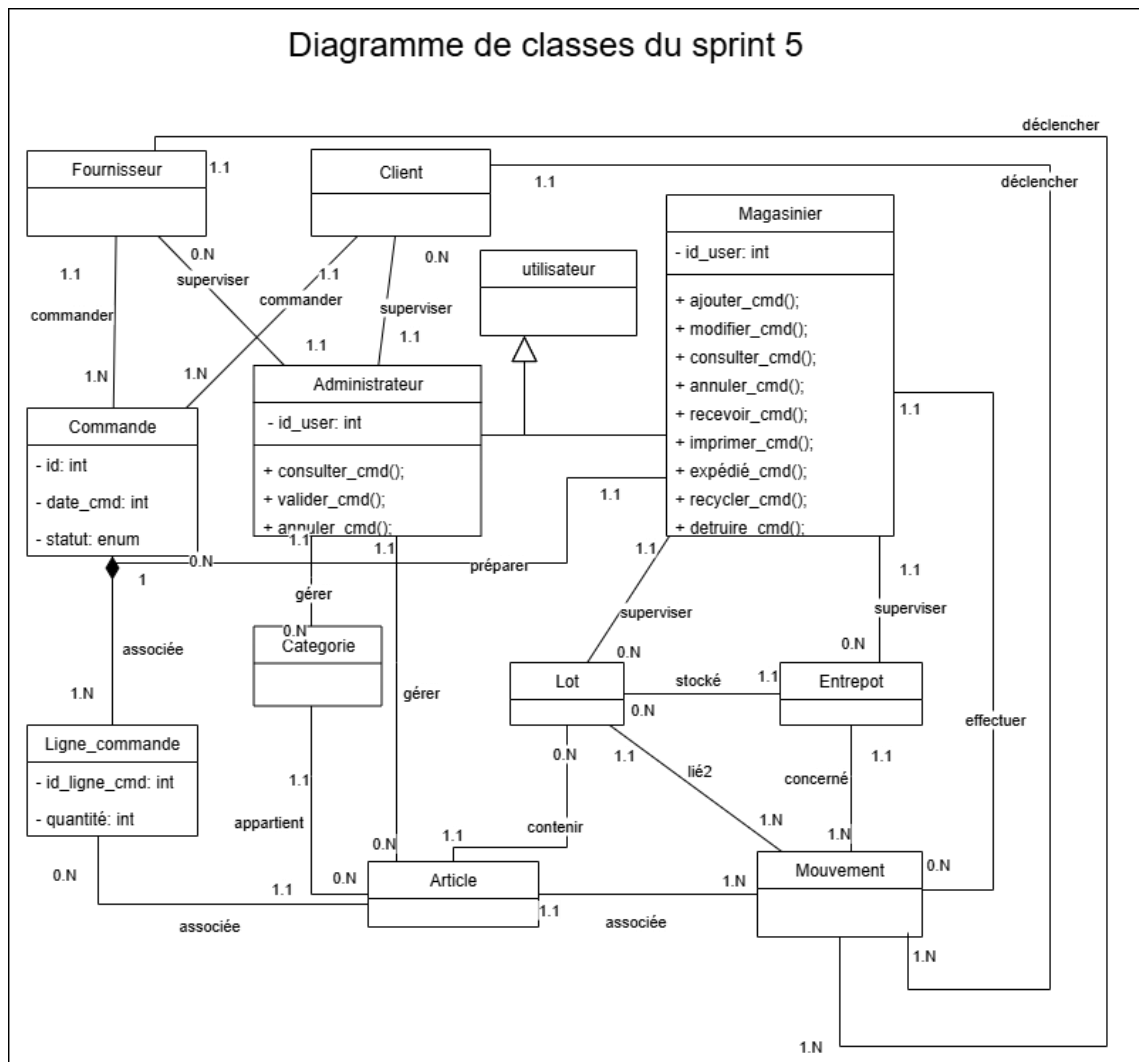 Diagramme de classes du sprint 5
déclencher
Fournisseur
1.1
Client
1.1
déclencher
Magasinier
- id_user: int
+ ajouter_cmd();
+ modifier_cmd();
+ consulter_cmd();
+ annuler_cmd();
+ recevoir_cmd();
+ imprimer_cmd();
+ expédié_cmd();
+ recycler_cmd();
+ detruire_cmd();
utilisateur
0.N
superviser
1.1
1.1
commander
1.N
1.1
commander
1.N
0.N
superviser
1.1
Administrateur
- id_user: int
+ consulter_cmd();
+ valider_cmd();
+ annuler_cmd();
Commande
- id: int
- date_cmd: int
- statut: enum
1.1
1.1
0.N
préparer
1
associée
1.N
1.1
gérer
0.N
Categorie
1.1
gérer
0.N
1.1
superviser
0.N
1.1
superviser
0.N
Lot
stocké
1.1
0.N
Entrepot
effectuer
0.N
Ligne_commande
- id_ligne_cmd: int
- quantité: int
1.1
appartient
0.N
0.N
contenir
1.1
1.1
lié2
1.N
1.1
concerné
1.N
0.N
1.1
associée
Article
1.1
associée
1.N
Mouvement
1.N
1.N